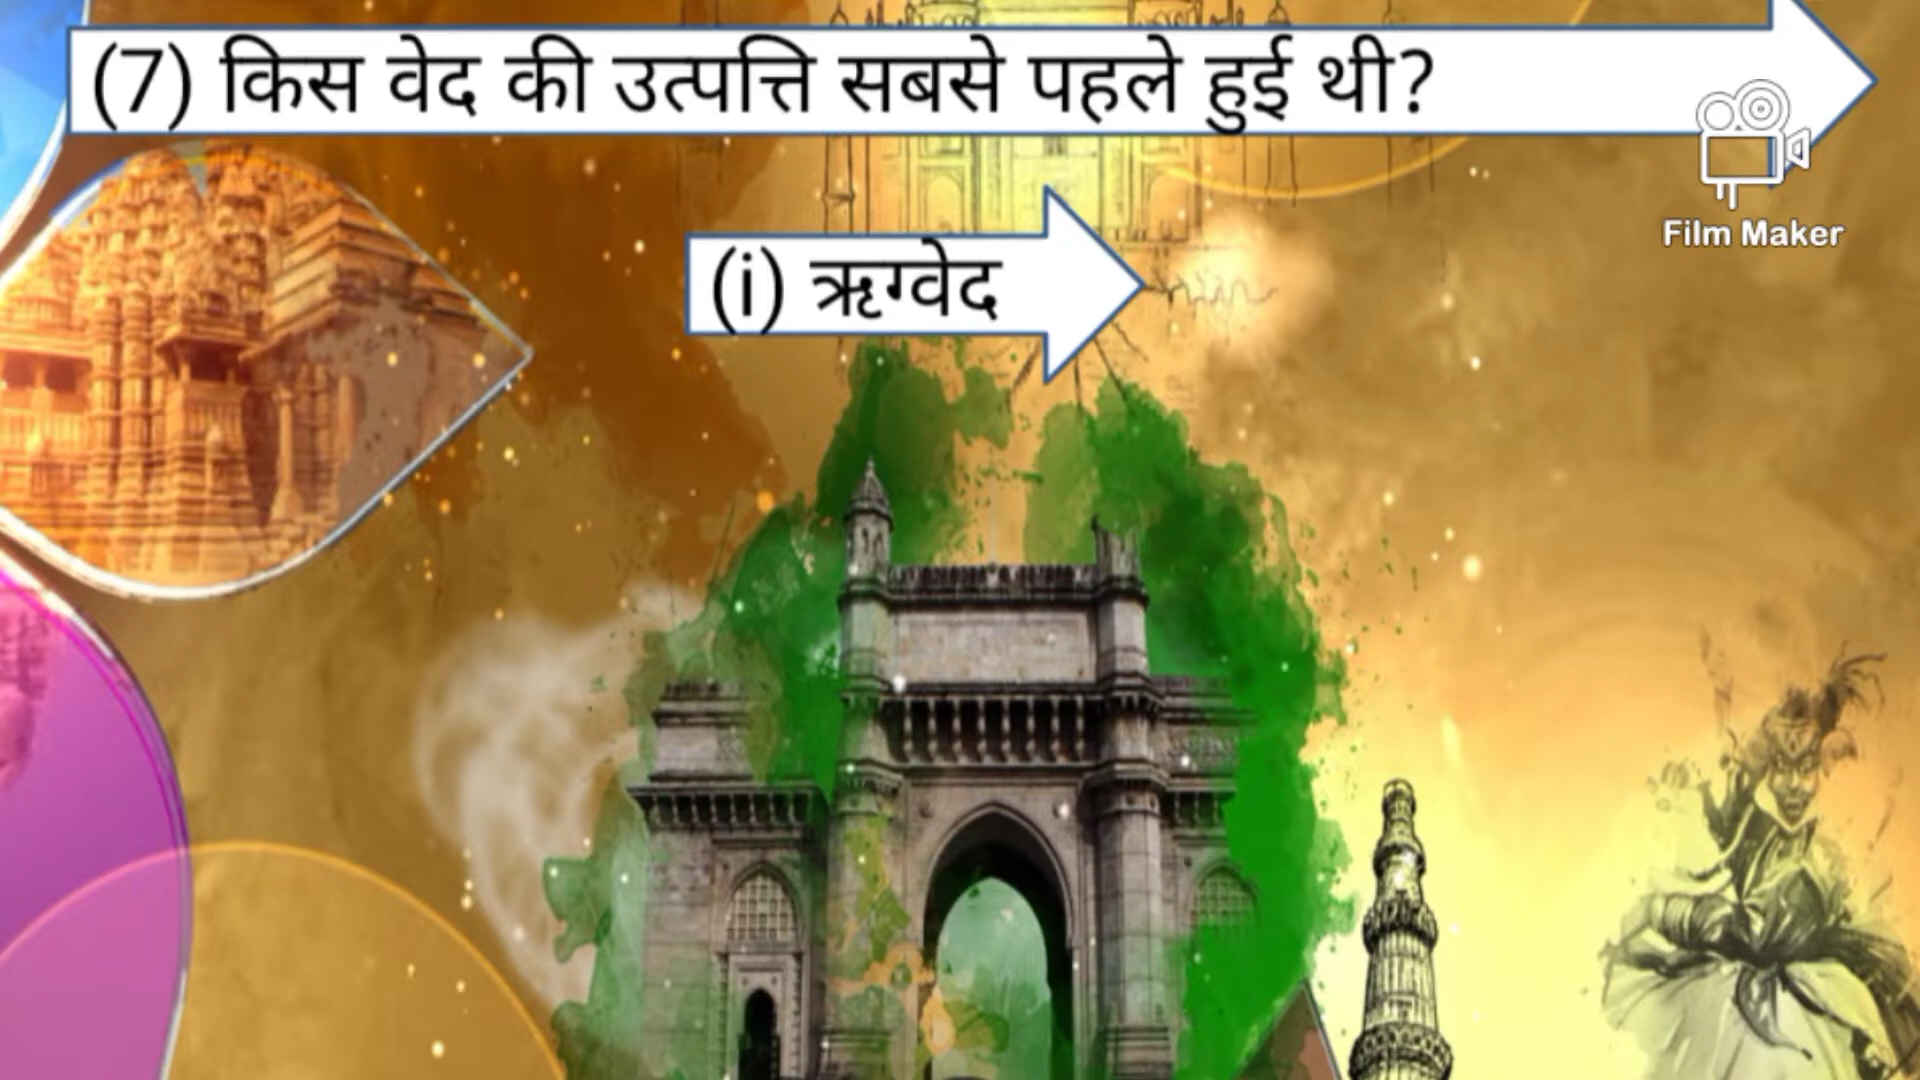 (7) किस वेद की उत्पत्ति सबसे पहले हुई थी?
Film Maker
(i) ऋग्वेद